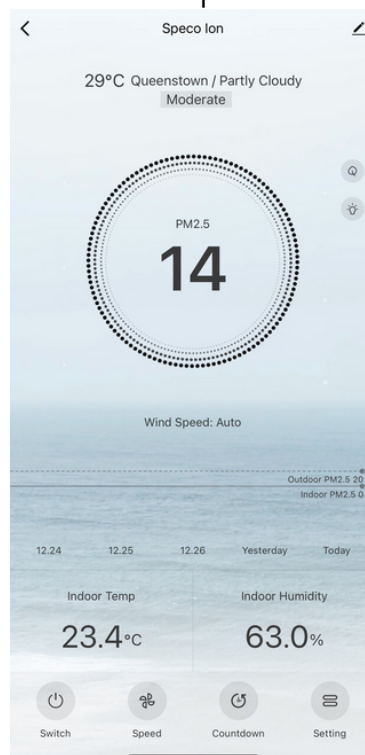 Speco Ion
29°C Queenstown / Partly Cloudy
Moderate
PM2.5
14
Wind Speed: Auto
Outdoor PM2.5 20
Indoor PM2.5 0
12.24 12.25 12.26 Yesterday Today
Indoor Temp Indoor Humidity
23.4°C 63.0%
Switch Speed Countdown Setting